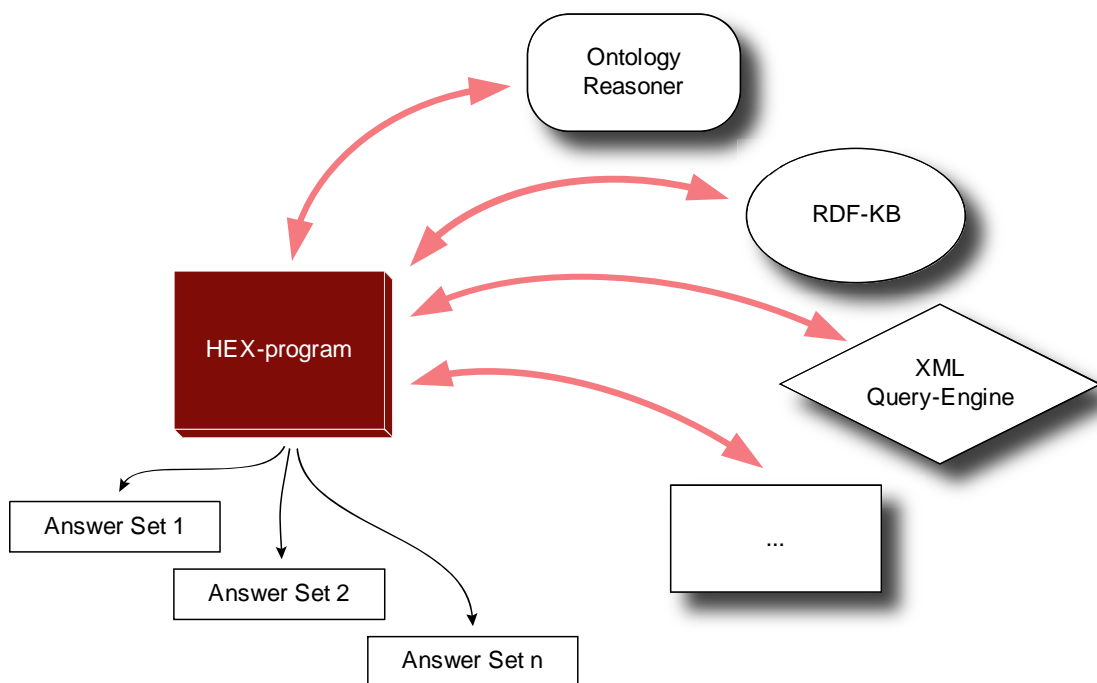 Ontology
Reasoner
RDF-KB
HEX-program
XML
Query-Engine
...
Answer Set 1
Answer Set 2
Answer Set n